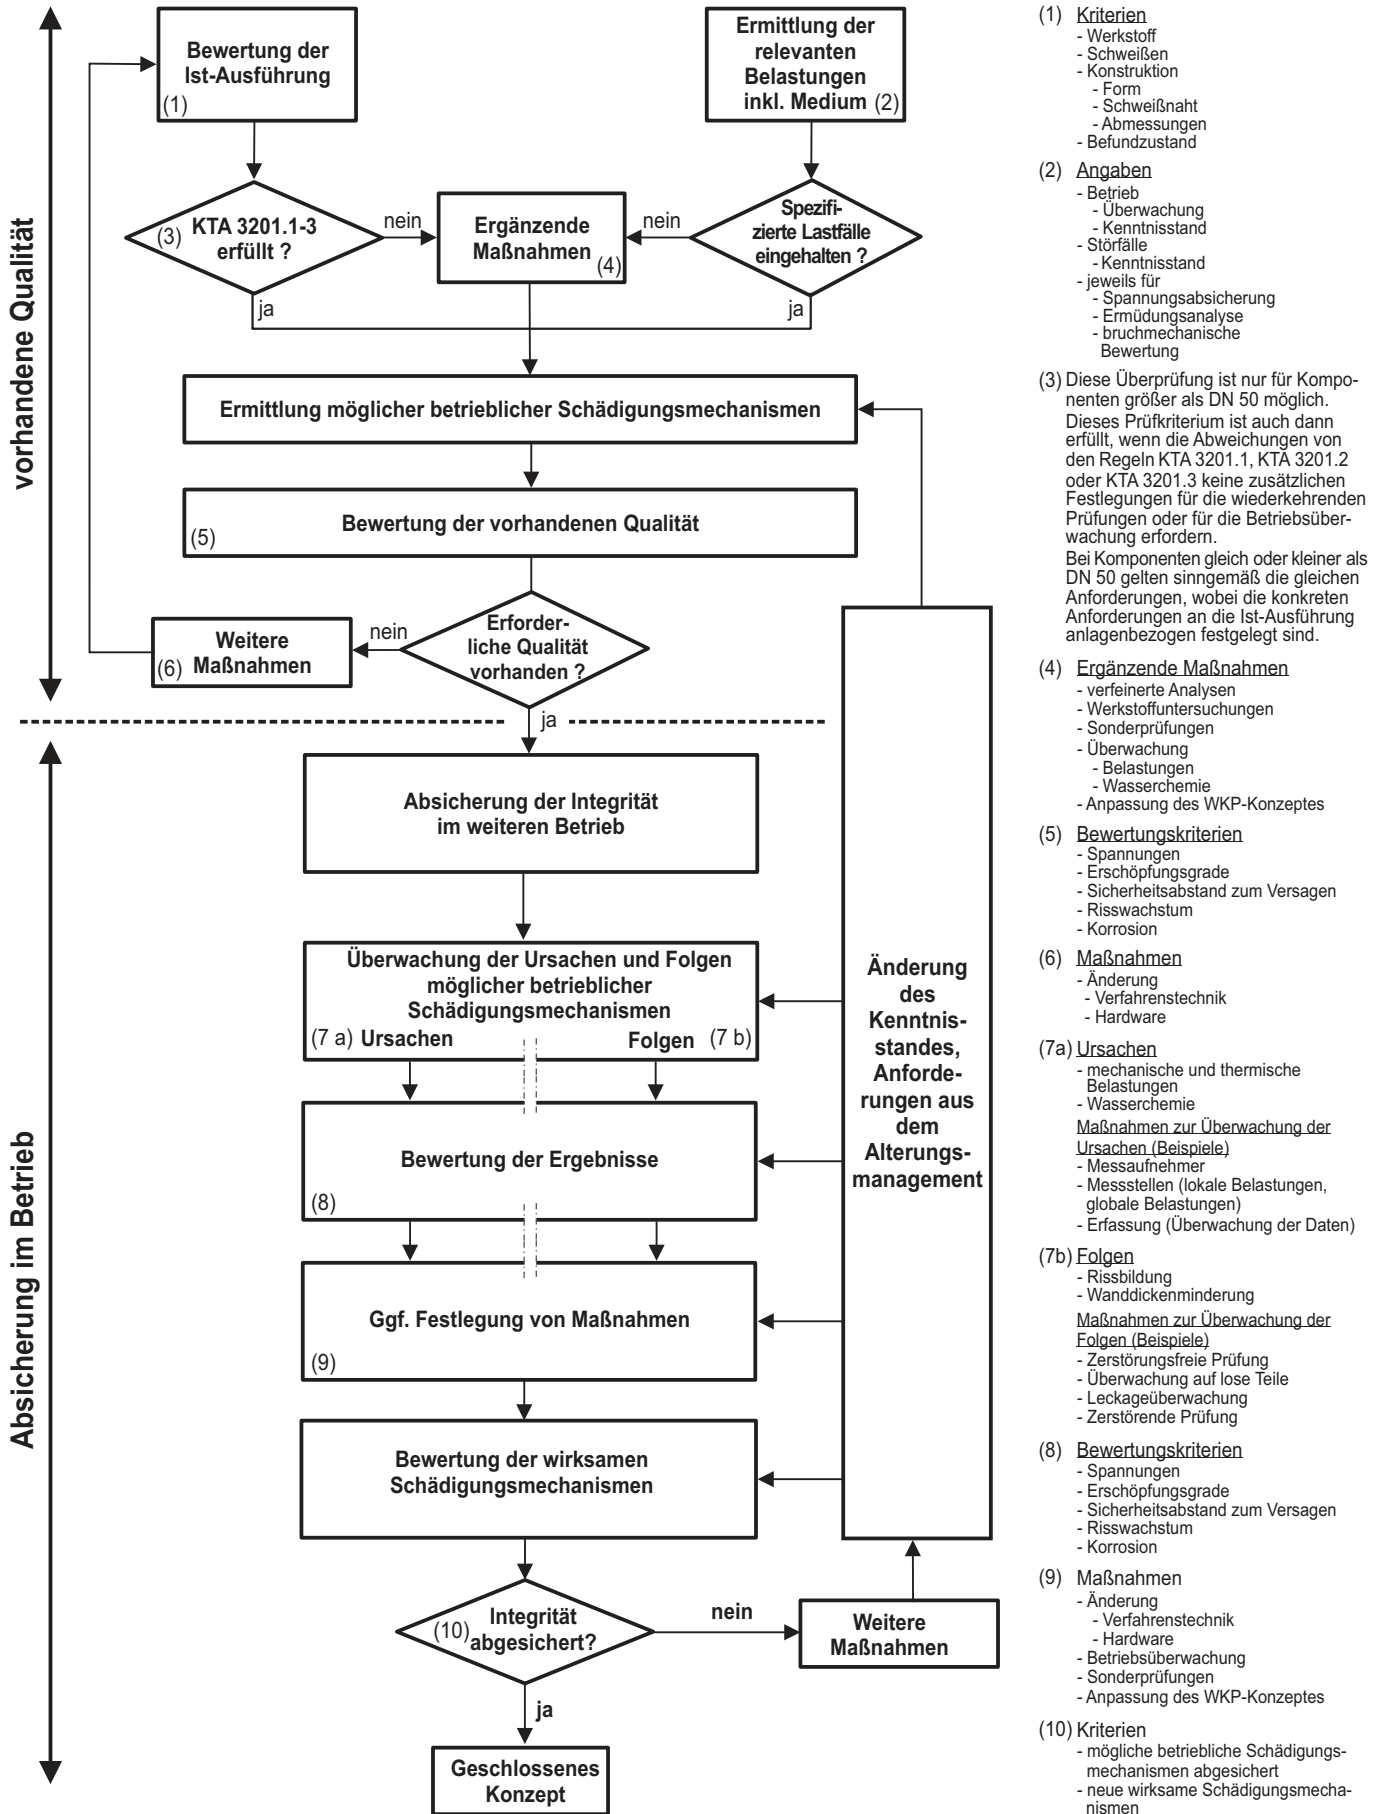 vorhandene Qualität
Absicherung im Betrieb
Bewertung der
Ist-Ausführung
(1)
Ermittlung der
relevanten
Belastungen
inkl. Medium (2)
(3) KTA 3201.1-3
erfüllt ?
nein
Ergänzende
Maßnahmen
(4)
nein
Spezifi-
zierte Lastfälle
eingehalten ?
ja
ja
Ermittlung möglicher betrieblicher Schädigungsmechanismen
Bewertung der vorhandenen Qualität
(5)
Erforder-
liche Qualität
vorhanden ?
nein
Weitere
(6) Maßnahmen
ja
Absicherung der Integrität
im weiteren Betrieb
Überwachung der Ursachen und Folgen
möglicher betrieblicher
Schädigungsmechanismen
(7 a) Ursachen
Folgen (7 b)
Bewertung der Ergebnisse
(8)
Ggf. Festlegung von Maßnahmen
(9)
Bewertung der wirksamen
Schädigungsmechanismen
Integrität
(10) abgesichert?
nein
Weitere
Maßnahmen
ja
Geschlossenes
Konzept
Änderung
des
Kenntnis-
standes,
Anforde-
rungen aus
dem
Alterungs-
management
(1) Kriterien
- Werkstoff
- Schweißen
- Konstruktion
- Form
- Schweißnaht
- Abmessungen
- Befundzustand
(2) Angaben
- Betrieb
- Überwachung
- Kenntnisstand
- Störfälle
- Kenntnisstand
- jeweils für
- Spannungsabsicherung
- Ermüdungsanalyse
- bruchmechanische
Bewertung
(3) Diese Überprüfung ist nur für Kompo-
nenten größer als DN 50 möglich.
Dieses Prüfkriterium ist auch dann
erfüllt, wenn die Abweichungen von
den Regeln KTA 3201.1, KTA 3201.2
oder KTA 3201.3 keine zusätzlichen
Festlegungen für die wiederkehrenden
Prüfungen oder für die Betriebsüber-
wachung erfordern.
Bei Komponenten gleich oder kleiner als
DN 50 gelten sinngemäß die gleichen
Anforderungen, wobei die konkreten
Anforderungen an die Ist-Ausführung
anlagenbezogen festgelegt sind.
(4) Ergänzende Maßnahmen
- verfeinerte Analysen
- Werkstoffuntersuchungen
- Sonderprüfungen
- Überwachung
- Belastungen
- Wasserchemie
- Anpassung des WKP-Konzeptes
(5) Bewertungskriterien
- Spannungen
- Erschöpfungsgrade
- Sicherheitsabstand zum Versagen
- Risswachstum
- Korrosion
(6) Maßnahmen
- Änderung
- Verfahrenstechnik
- Hardware
(7a) Ursachen
- mechanische und thermische
Belastungen
- Wasserchemie
Maßnahmen zur Überwachung der
Ursachen (Beispiele)
- Messaufnehmer
- Messstellen (lokale Belastungen,
globale Belastungen)
- Erfassung (Überwachung der Daten)
(7b) Folgen
- Rissbildung
- Wanddickenminderung
Maßnahmen zur Überwachung der
Folgen (Beispiele)
- Zerstörungsfreie Prüfung
- Überwachung auf lose Teile
- Leckageüberwachung
- Zerstörende Prüfung
(8) Bewertungskriterien
- Spannungen
- Erschöpfungsgrade
- Sicherheitsabstand zum Versagen
- Risswachstum
- Korrosion
(9) Maßnahmen
- Änderung
- Verfahrenstechnik
- Hardware
- Betriebsüberwachung
- Sonderprüfungen
- Anpassung des WKP-Konzeptes
(10) Kriterien
- mögliche betriebliche Schädigungs-
mechanismen abgesichert
- neue wirksame Schädigungsmecha-
nismen